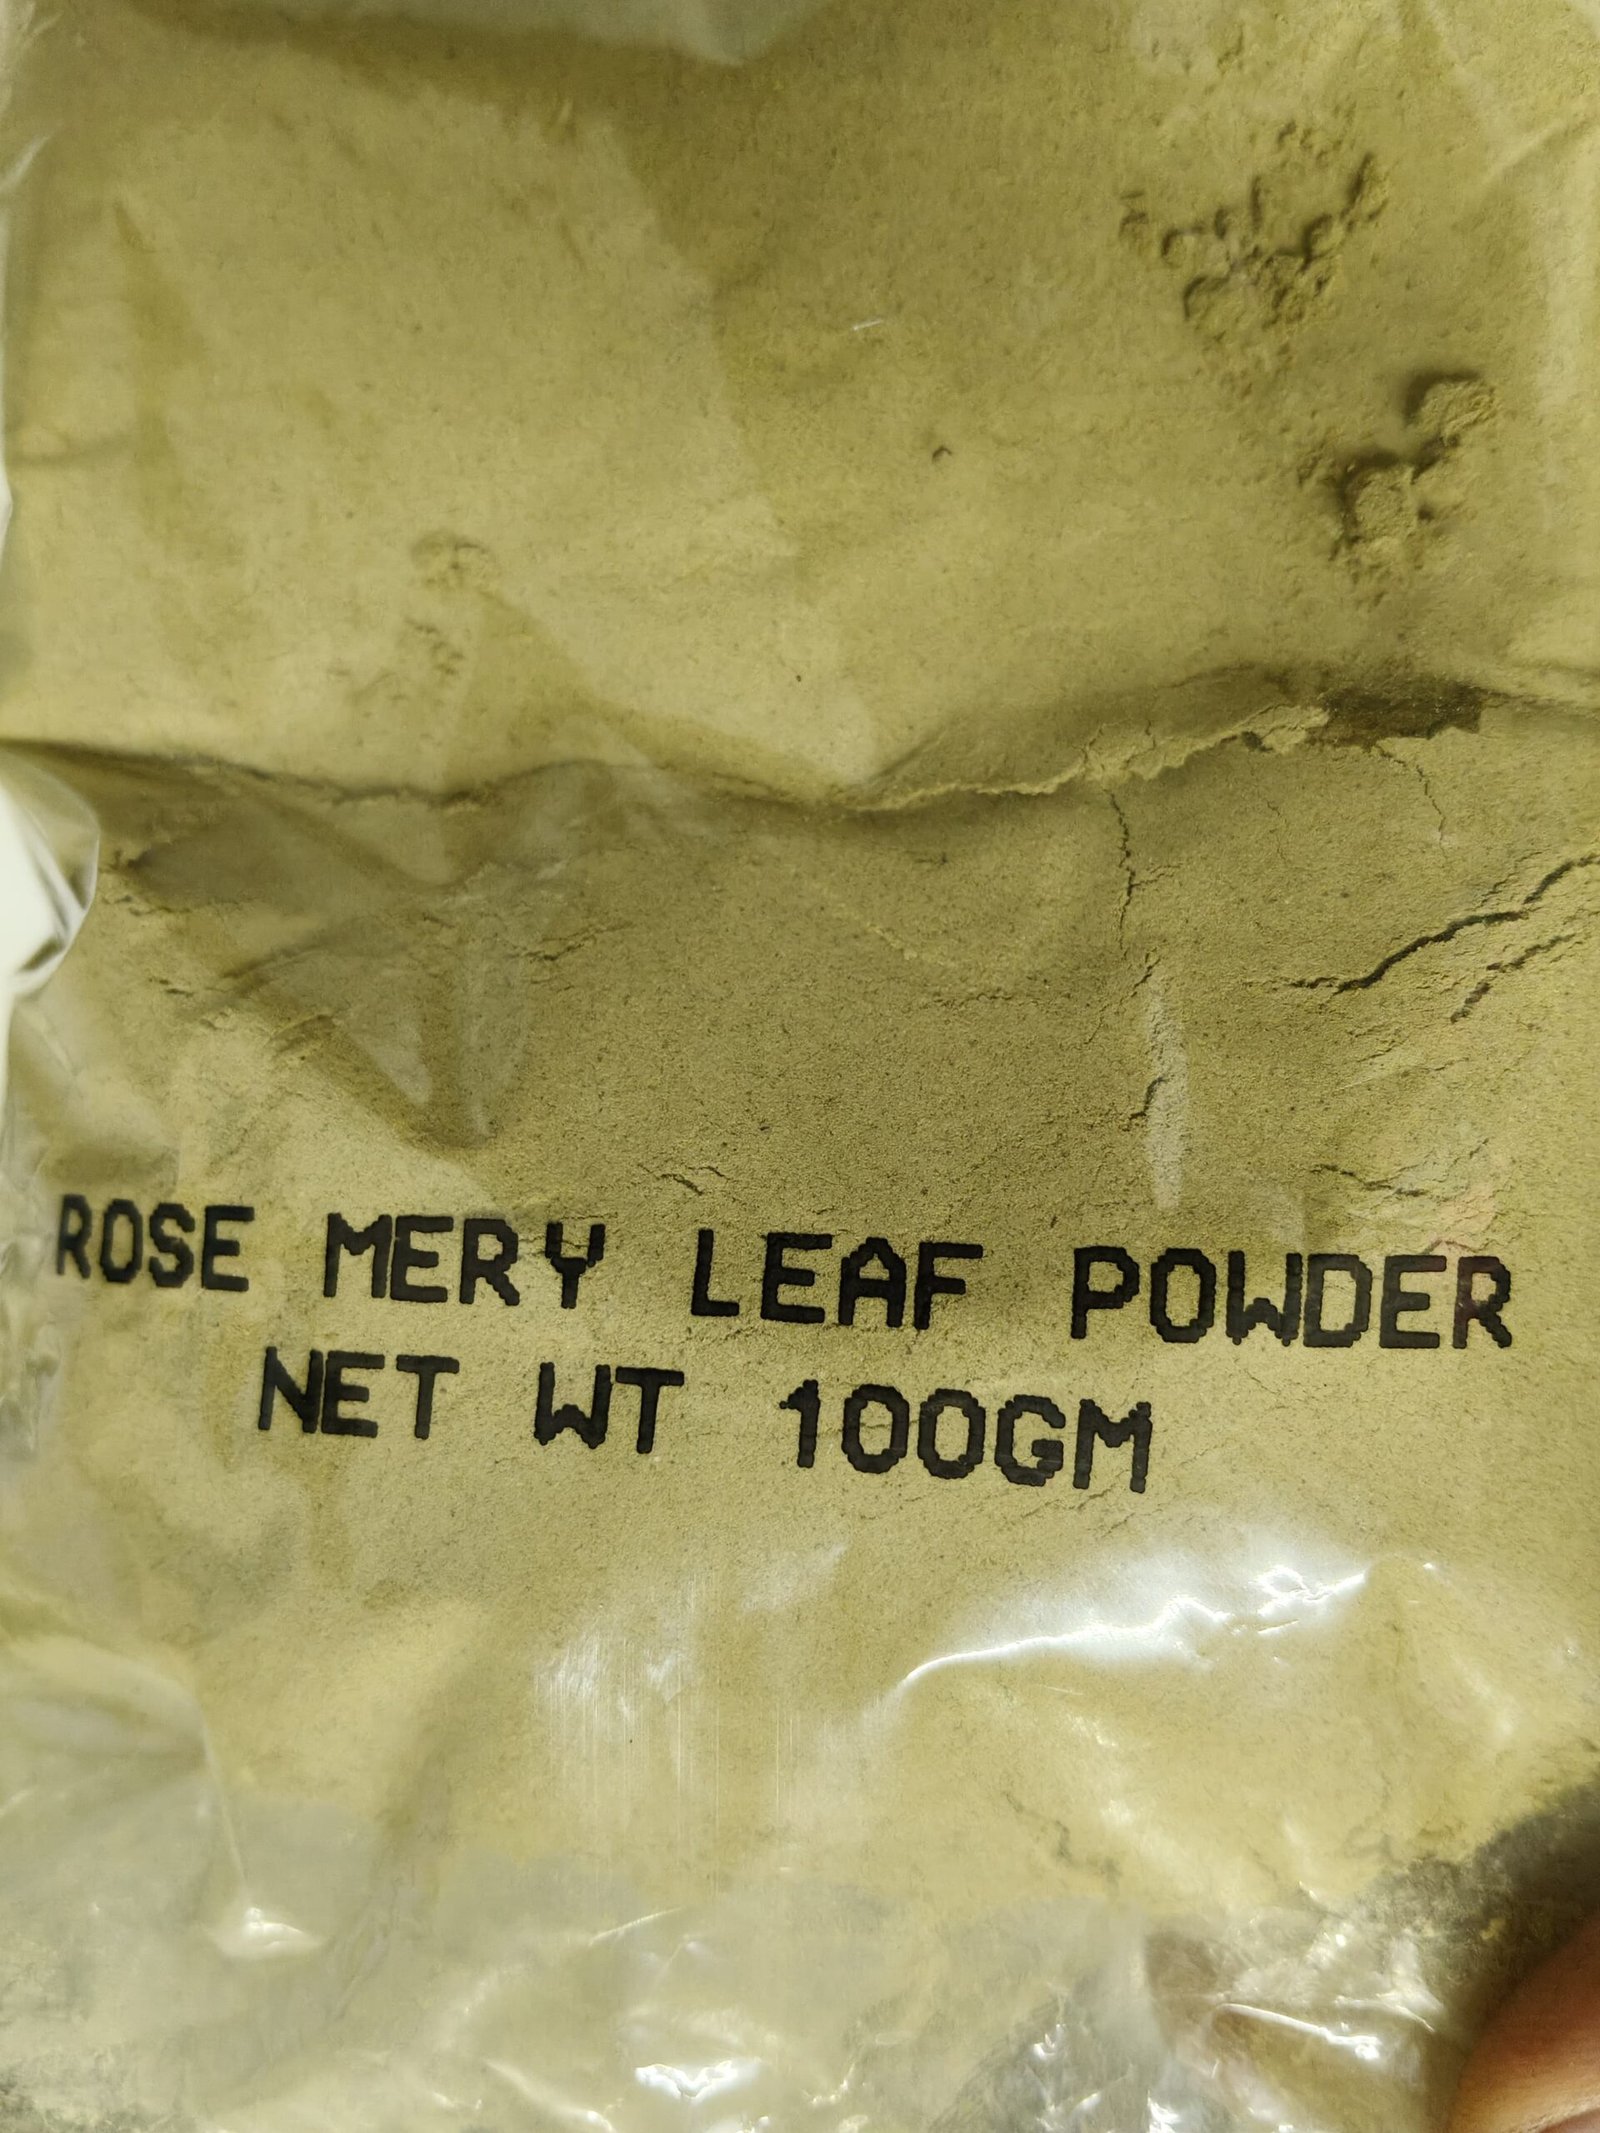 ROSE MERY LEAF POWDER
NET WT 100GM